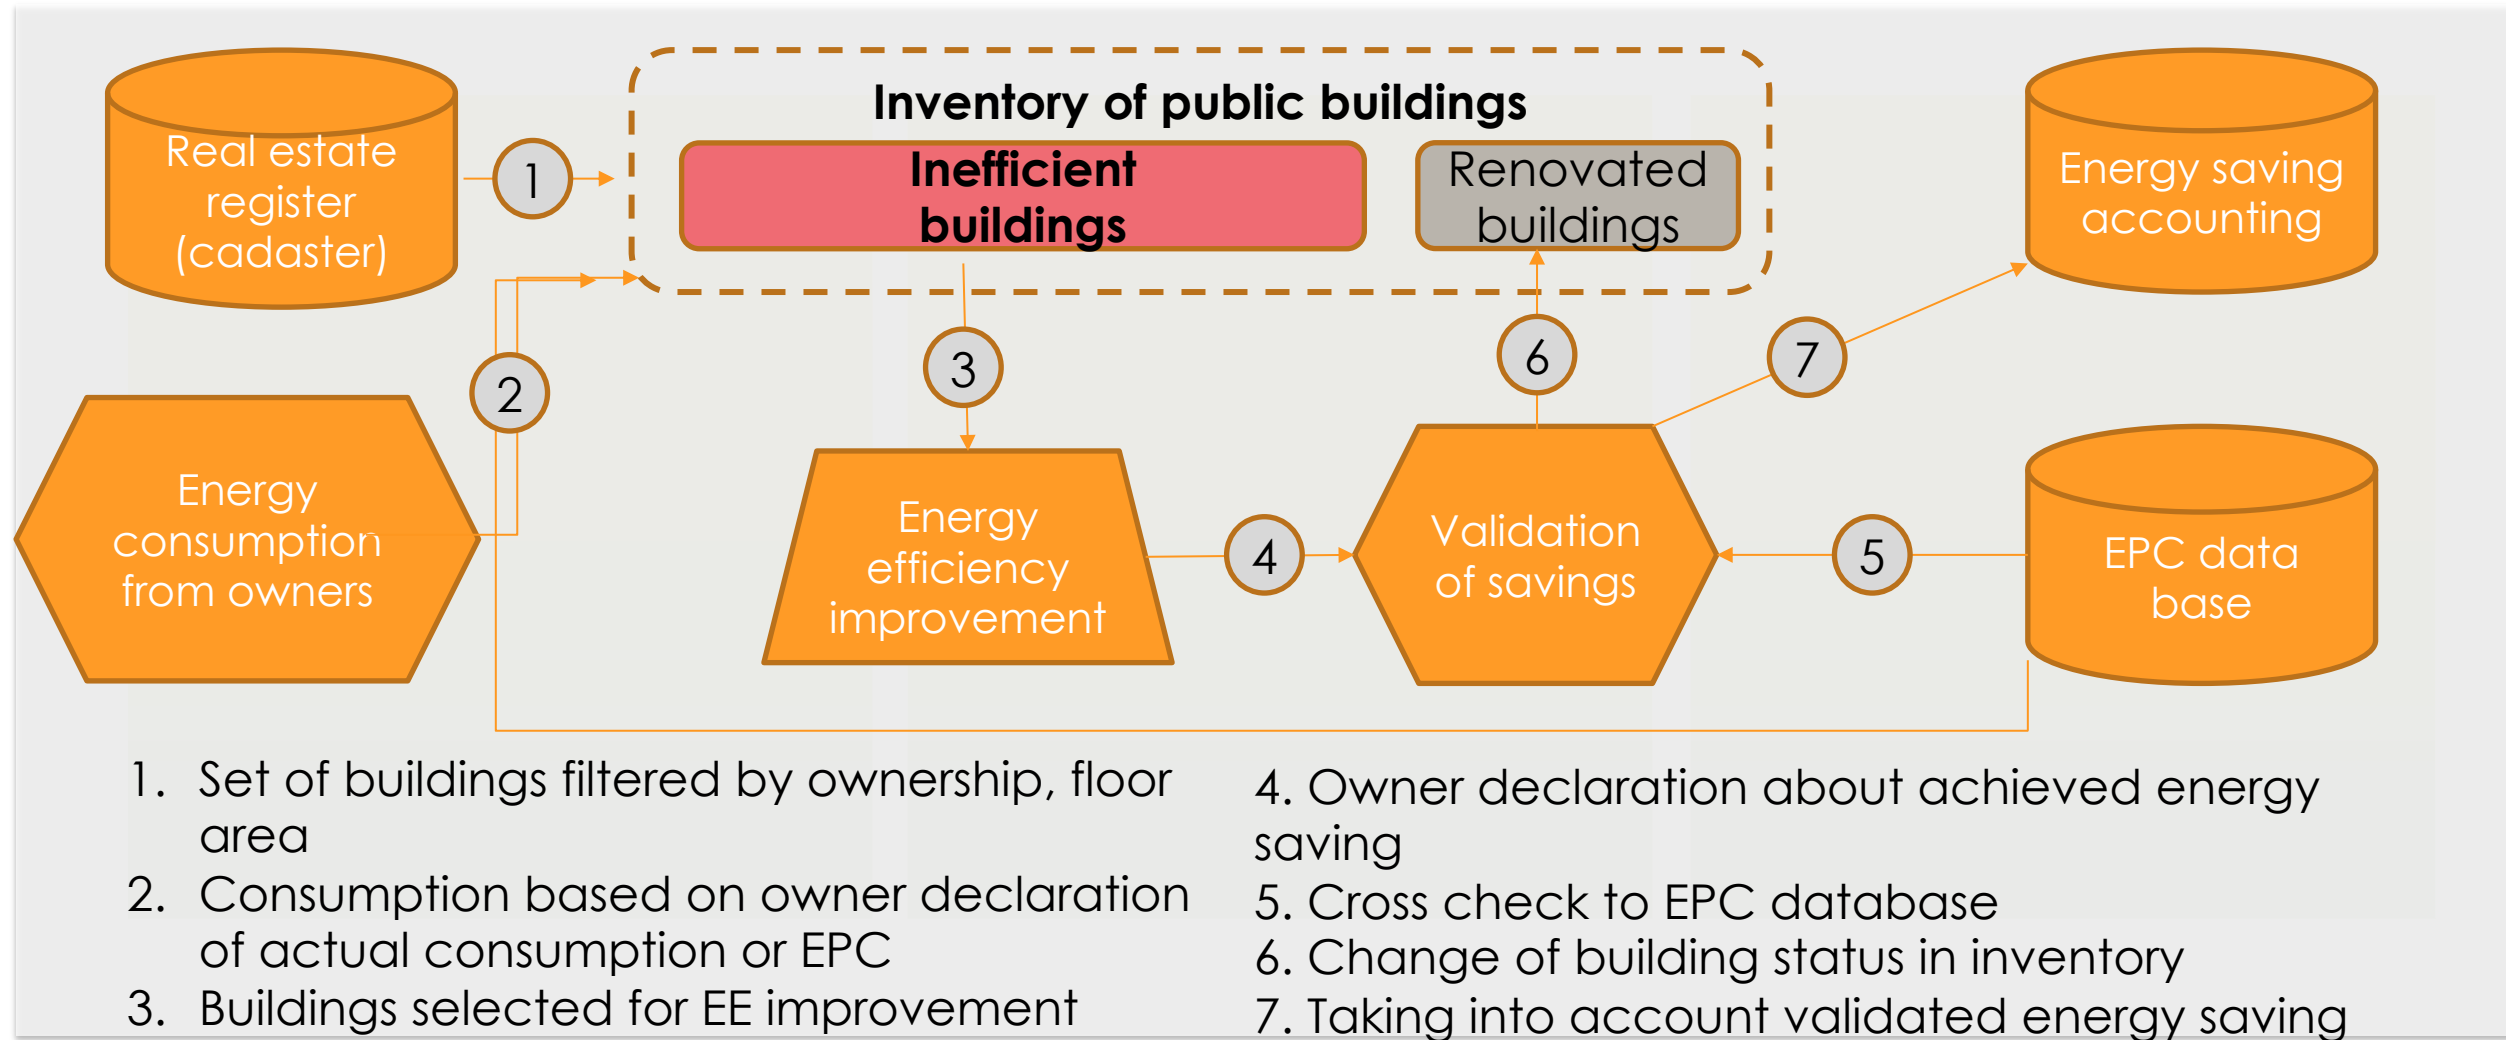 Inventory of public buildings
Real estate
register
(cadaster)
1
Inefficient
buildings
Renovated
buildings
Energy saving
accounting
2
3
6
7
Energy
consumption
from owners
Energy
efficiency
improvement
4
Validation
of savings
5
EPC data
base
1. Set of buildings filtered by ownership, floor
area
2. Consumption based on owner declaration
of actual consumption or EPC
3. Buildings selected for EE improvement
4. Owner declaration about achieved energy
saving
5. Cross check to EPC database
6. Change of building status in inventory
7. Taking into account validated energy saving